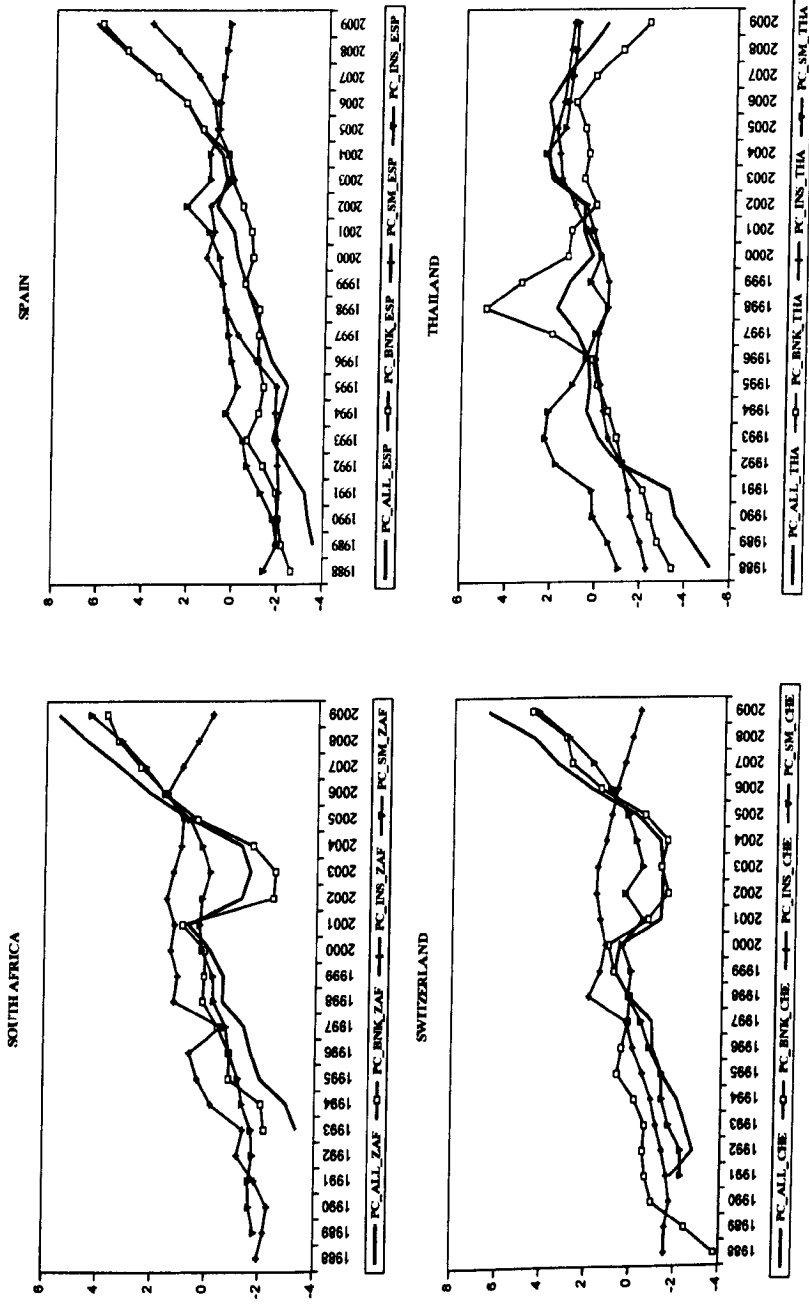 SOUTH AFRICA
6
4
2
0
-2
-4
1988 1989 1990 1991 1992 1993 1994 1995 1996 1997 1998 1999 2000 2001 2002 2003 2004 2005 2006 2007 2008 2009
PC_ALL_ZAF PC_BNK_ZAF PC_INS_ZAF PC_SM_ZAF
SPAIN
8
6
4
2
0
-2
-4
1988 1989 1990 1991 1992 1993 1994 1995 1996 1997 1998 1999 2000 2001 2002 2003 2004 2005 2006 2007 2008 2009
PC_ALL_ESP PC_BNK_ESP PC_SM_ESP PC_INS_ESP
SWITZERLAND
8
6
4
2
0
-2
-4
1988 1989 1990 1991 1992 1993 1994 1995 1996 1997 1998 1999 2000 2001 2002 2003 2004 2005 2006 2007 2008 2009
PC_ALL_CHE PC_BNK_CHE PC_INS_CHE PC_SM_CHE
THAILAND
6
4
2
0
-2
-4
-6
1988 1989 1990 1991 1992 1993 1994 1995 1996 1997 1998 1999 2000 2001 2002 2003 2004 2005 2006 2007 2008 2009
PC_ALL_THA PC_BNK_THA PC_INS_THA PC_SM_THA